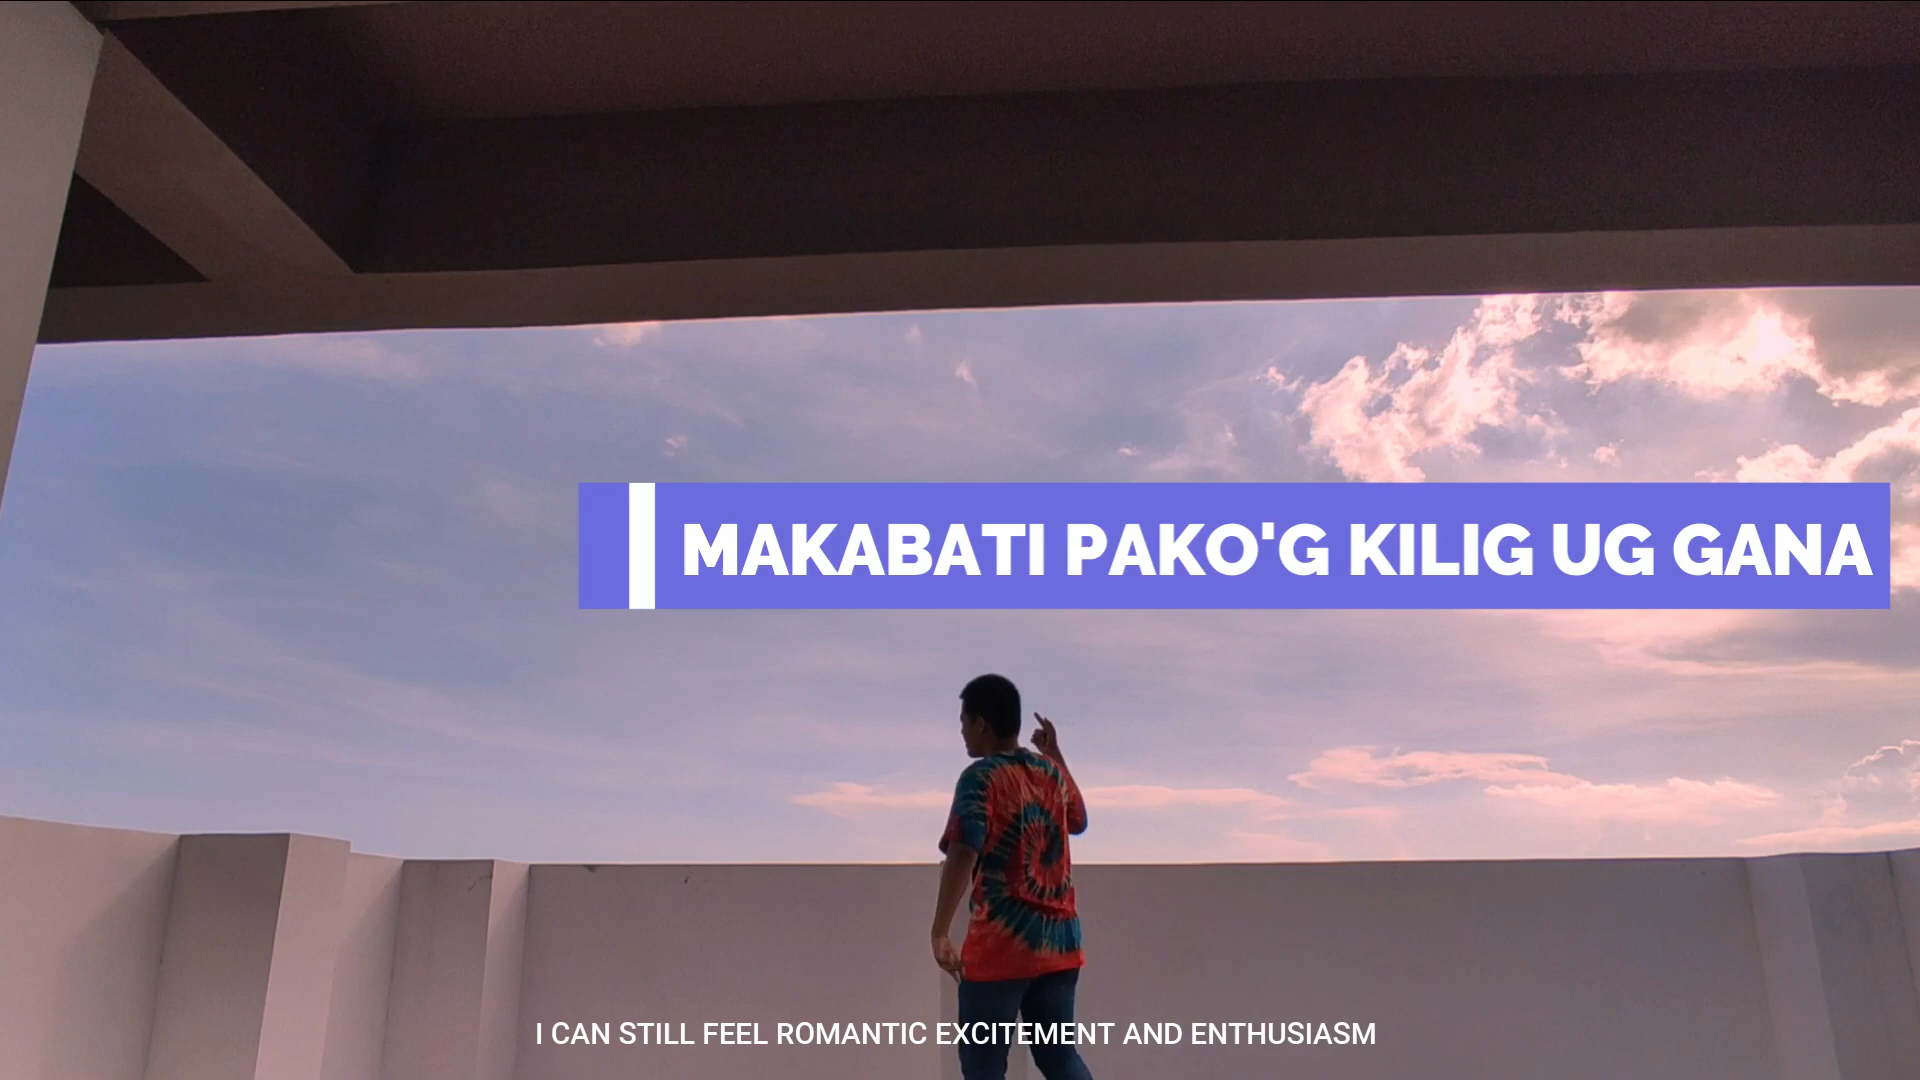 MAKABATI PAKO'G KILIG UG GANA
I CAN STILL FEEL ROMANTIC EXCITEMENT AND ENTHUSIASM